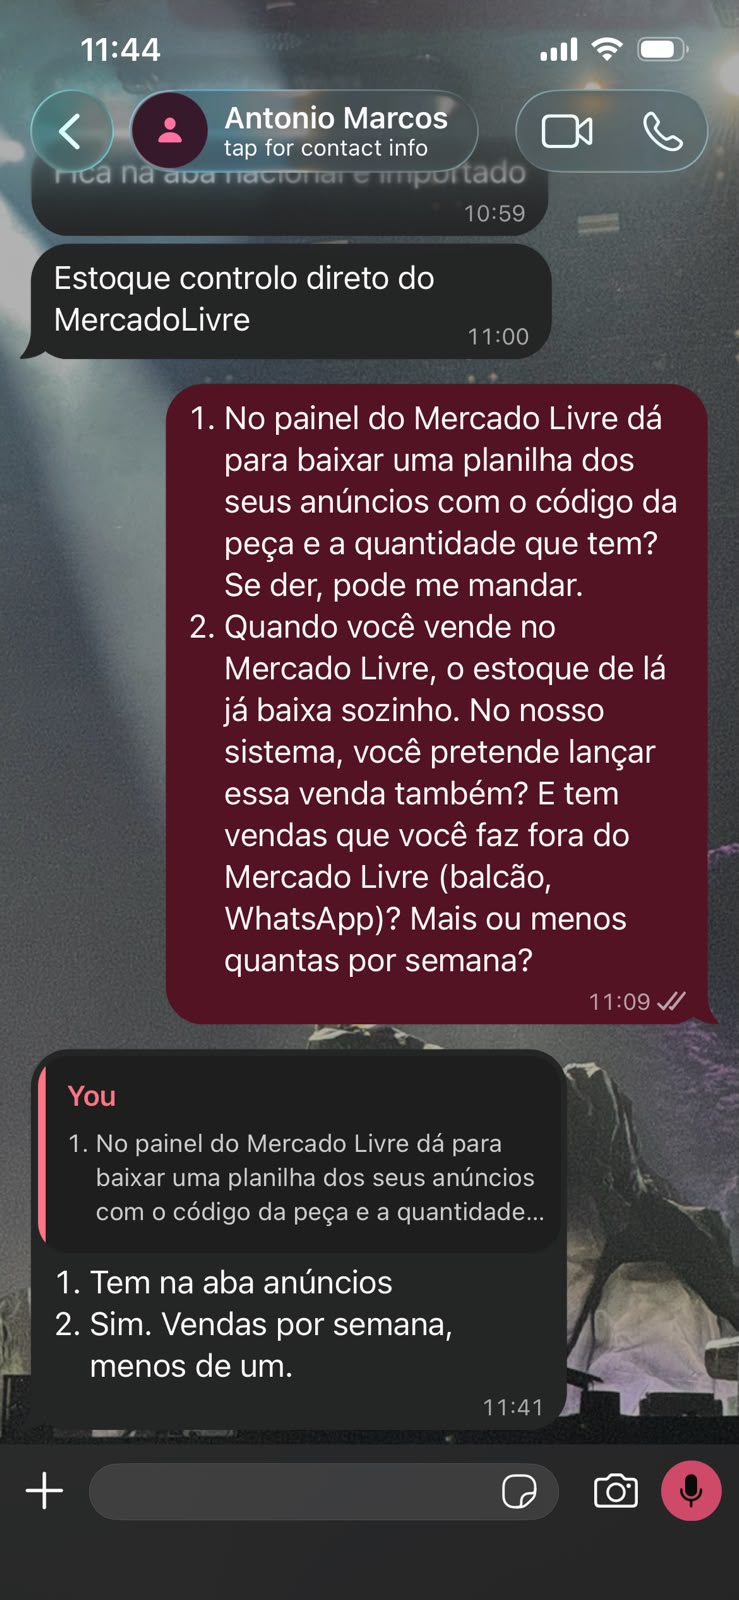 11:44
Antonio Marcos
tap for contact info
Fica na aba nacional e importado
10:59
Estoque controlo direto do
MercadoLivre
11:00
1. No painel do Mercado Livre dá
para baixar uma planilha dos
seus anúncios com o código da
peça e a quantidade que tem?
Se der, pode me mandar.
2. Quando você vende no
Mercado Livre, o estoque de lá
já baixa sozinho. No nosso
sistema, você pretende lançar
essa venda também? E tem
vendas que você faz fora do
Mercado Livre (balcão,
WhatsApp)? Mais ou menos
quantas por semana?
11:09
You
1. No painel do Mercado Livre dá para
baixar uma planilha dos seus anúncios
com o código da peça e a quantidade...
1. Tem na aba anúncios
2. Sim. Vendas por semana,
menos de um.
11:41